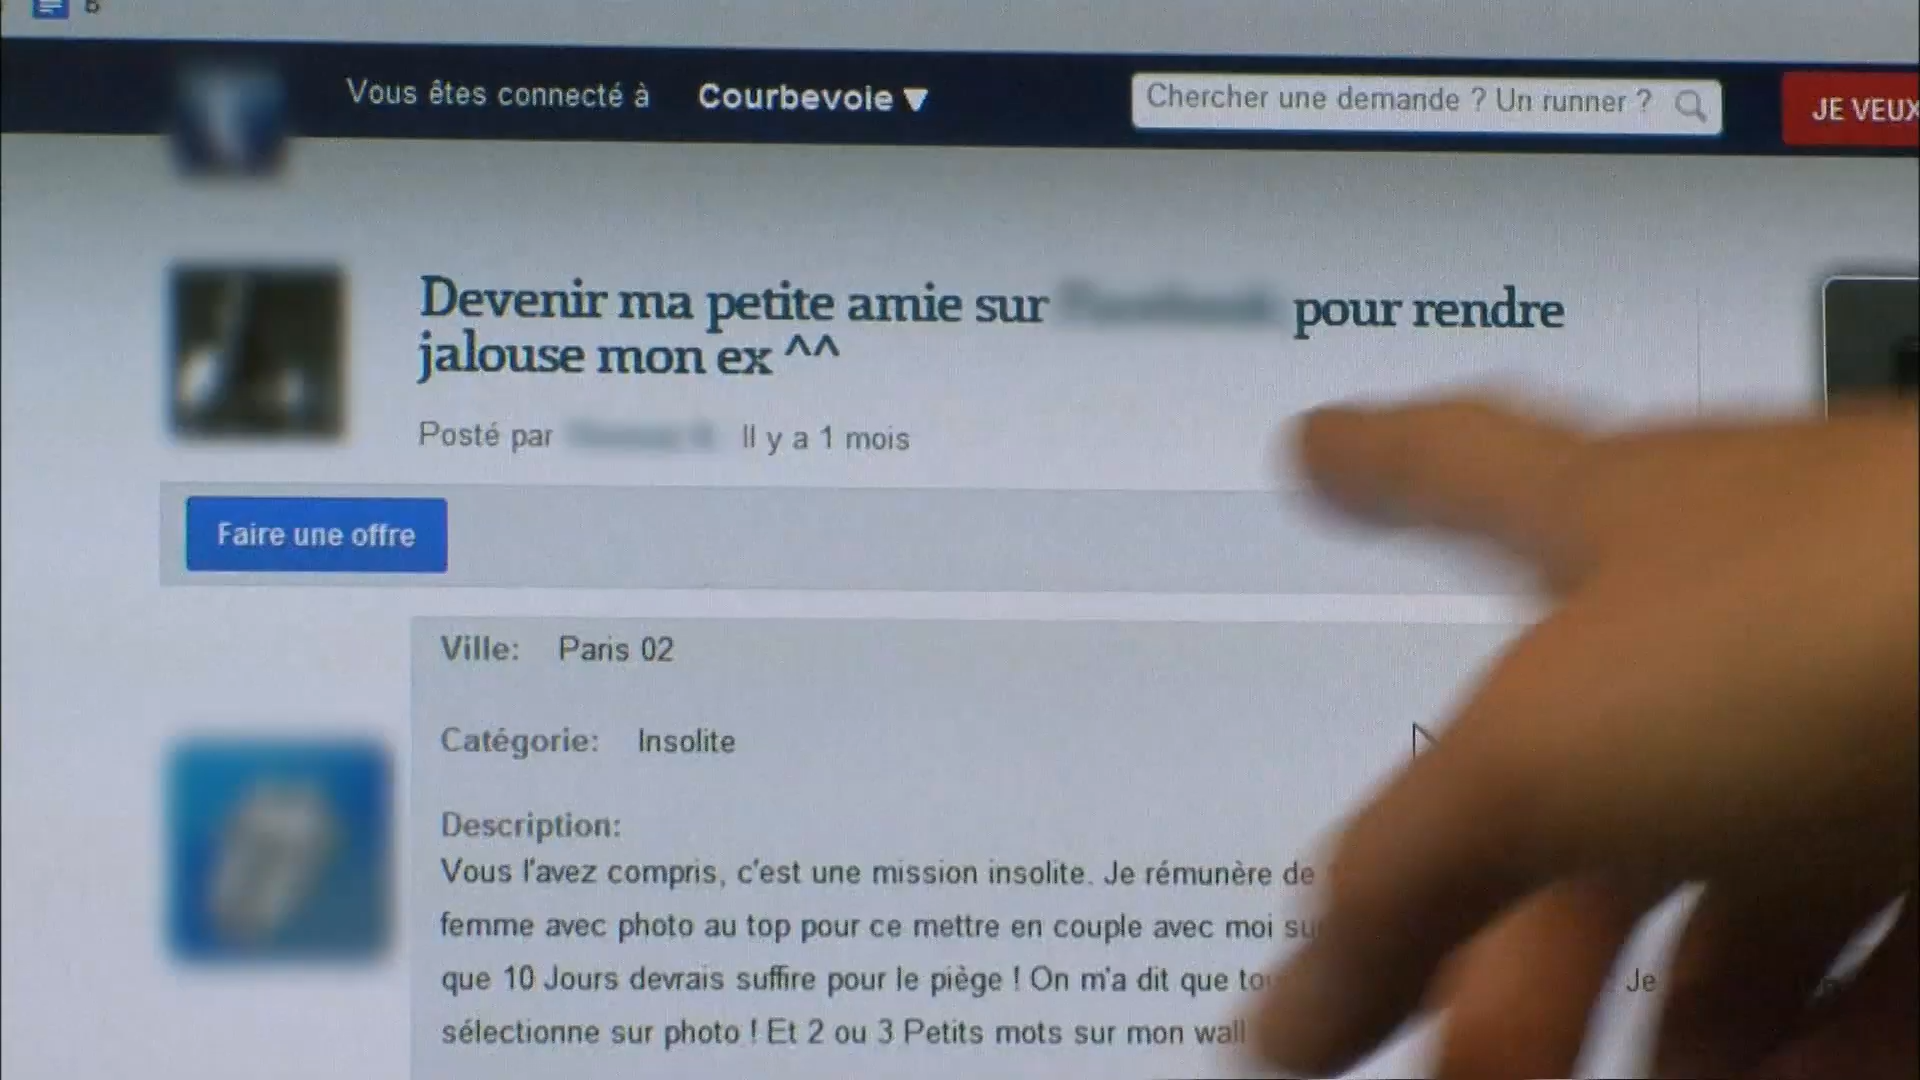 Vous êtes connecté à Courbevoie ▼ Chercher une demande ? Un runner ? JE VEUX
Devenir ma petite amie sur pour rendre
jalouse mon ex ^^
Posté par Il y a 1 mois
Faire une offre
Ville: Paris 02
Catégorie: Insolite
Description:
Vous l'avez compris, c'est une mission insolite. Je rémunère de
femme avec photo au top pour ce mettre en couple avec moi
que 10 Jours devrais suffire pour le piège ! On m'a dit que Je
sélectionne sur photo ! Et 2 ou 3 Petits mots sur mon wall